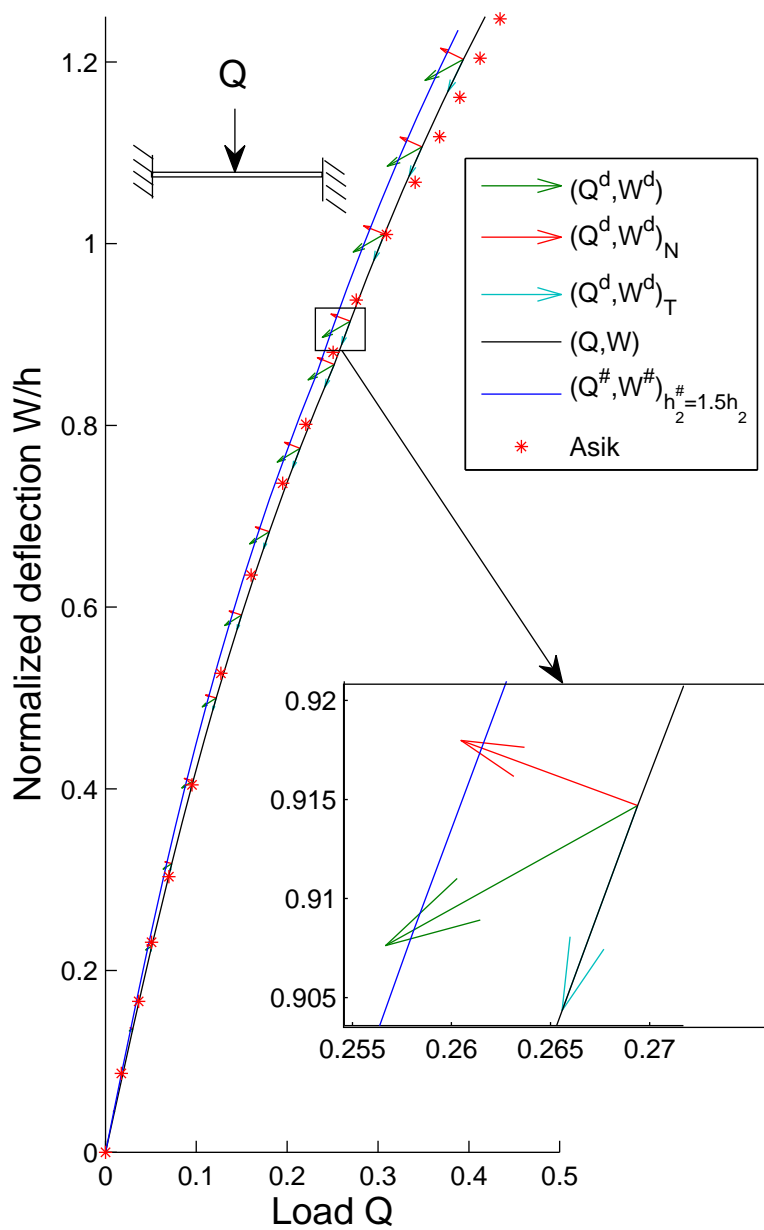 1.2
1
0.8
0.6
0.4
0.2
0
Normalized deflection W/h
Q
(Q^d,W^d)
(Q^d,W^d)_N
(Q^d,W^d)_T
(Q,W)
(Q^#,W^#)_{h_2^#=1.5h_2}
Asik
0.92
0.915
0.91
0.905
0.255 0.26 0.265 0.27
0 0.1 0.2 0.3 0.4 0.5
Load Q